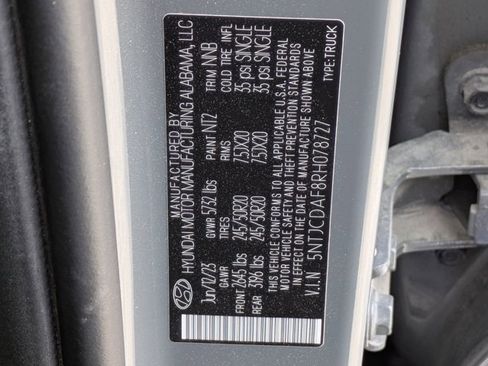 MANUFACTURED BY
HYUNDAI MOTOR MANUFACTURING ALABAMA, LLC
Jun/12/23 GVWR 5732 lbs PAINT NT2 TRIM NNB
GAWR TIRES RIMS COLD TIRE INFL
FRONT 2645 lbs 245/50R20 7.5JX20 35 psi SINGLE
REAR 3196 lbs 245/50R20 7.5JX20 35 psi SINGLE
THIS VEHICLE CONFORMS TO ALL APPLICABLE U.S.A. FEDERAL
MOTOR VEHICLE SAFETY AND THEFT PREVENTION STANDARDS
IN EFFECT ON THE DATE OF MANUFACTURE SHOWN ABOVE
V.I.N 5NTJCDAF8RH078727 TYPE:TRUCK